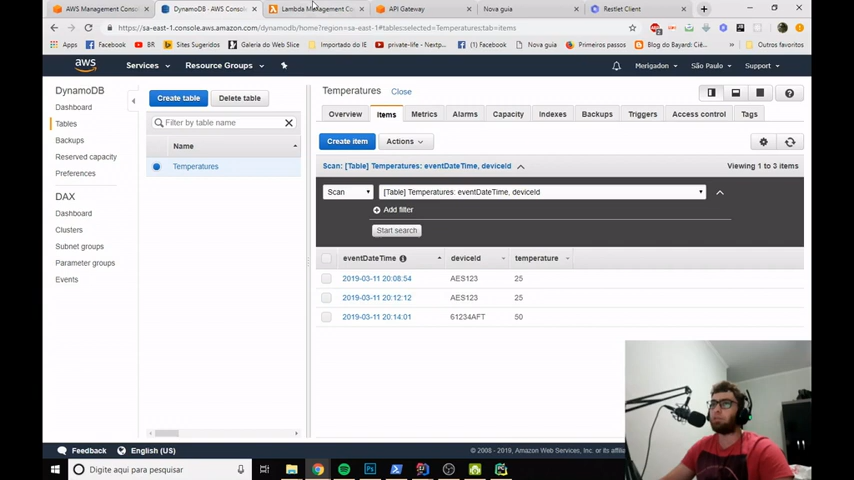 AWS Management Consol
DynamoDB - AWS Console
Lambda Management Co
API Gateway
Nova guia
Restlet Client
https://sa-east-1.console.aws.amazon.com/dynamodb/home?region=sa-east-1#tables:selected=Temperatures;tab=items
Apps
Facebook
BR
Sites Sugeridos
Galeria do Web Slice
Importado do IE
private-life - Nextcl
Facebook
Nova guia
Primeiros passos
Blog do Bayard: Ciên
aws
Services
Resource Groups
Morigadon
São Paulo
Support
DynamoDB
Dashboard
Tables
Backups
Reserved capacity
Preferences
DAX
Dashboard
Clusters
Subnet groups
Parameter groups
Events
Create table
Delete table
Filter by table name
Name
Temperatures
Temperatures
Close
Overview
Items
Metrics
Alarms
Capacity
Indexes
Backups
Triggers
Access control
Tags
Create item
Actions
Scan: [Table] Temperatures: eventDateTime, deviceId
Viewing 1 to 3 items
Scan
[Table] Temperatures: eventDateTime, deviceId
Add filter
Start search
eventDateTime
deviceId
temperature
2019-03-11 20:08:54
AES123
25
2019-03-11 20:12:12
AES123
25
2019-03-11 20:14:01
61234AFT
50
Feedback
English (US)
© 2008 - 2019, Amazon Web Services, Inc. or its affiliat
Digite aqui para pesquisar